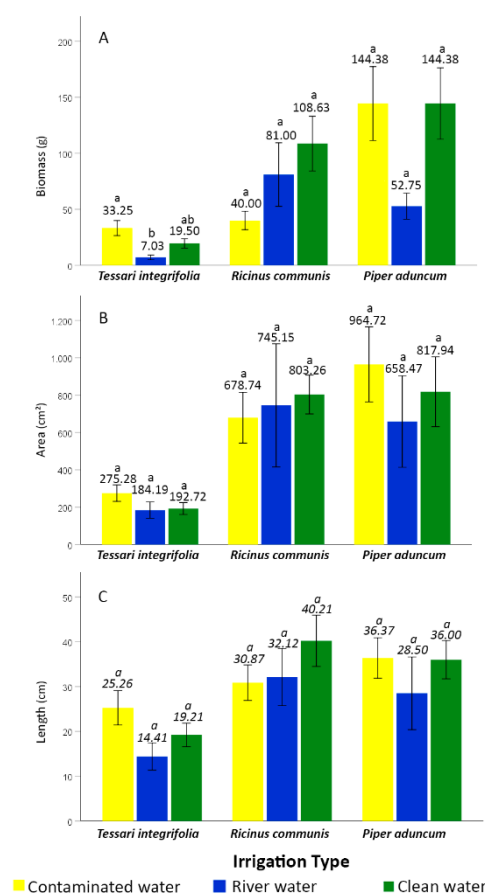 A
200
150
100
50
0
Biomass (g)
a
33.25
b
7.03
ab
19.50
a
40.00
a
81.00
a
108.63
a
144.38
a
52.75
a
144.38
Tessari integrifolia Ricinus communis Piper aduncum
B
1.200
1.000
800
600
400
200
0
Area (cm²)
a
275.28
a
184.19
a
192.72
a
678.74
a
745.15
a
803.26
a
964.72
a
658.47
a
817.94
Tessari integrifolia Ricinus communis Piper aduncum
C
50
40
30
20
10
0
Length (cm)
a
25.26
a
14.41
a
19.21
a
30.87
a
32.12
a
40.21
a
36.37
a
28.50
a
36.00
Tessari integrifolia Ricinus communis Piper aduncum
Irrigation Type
Contaminated water River water Clean water